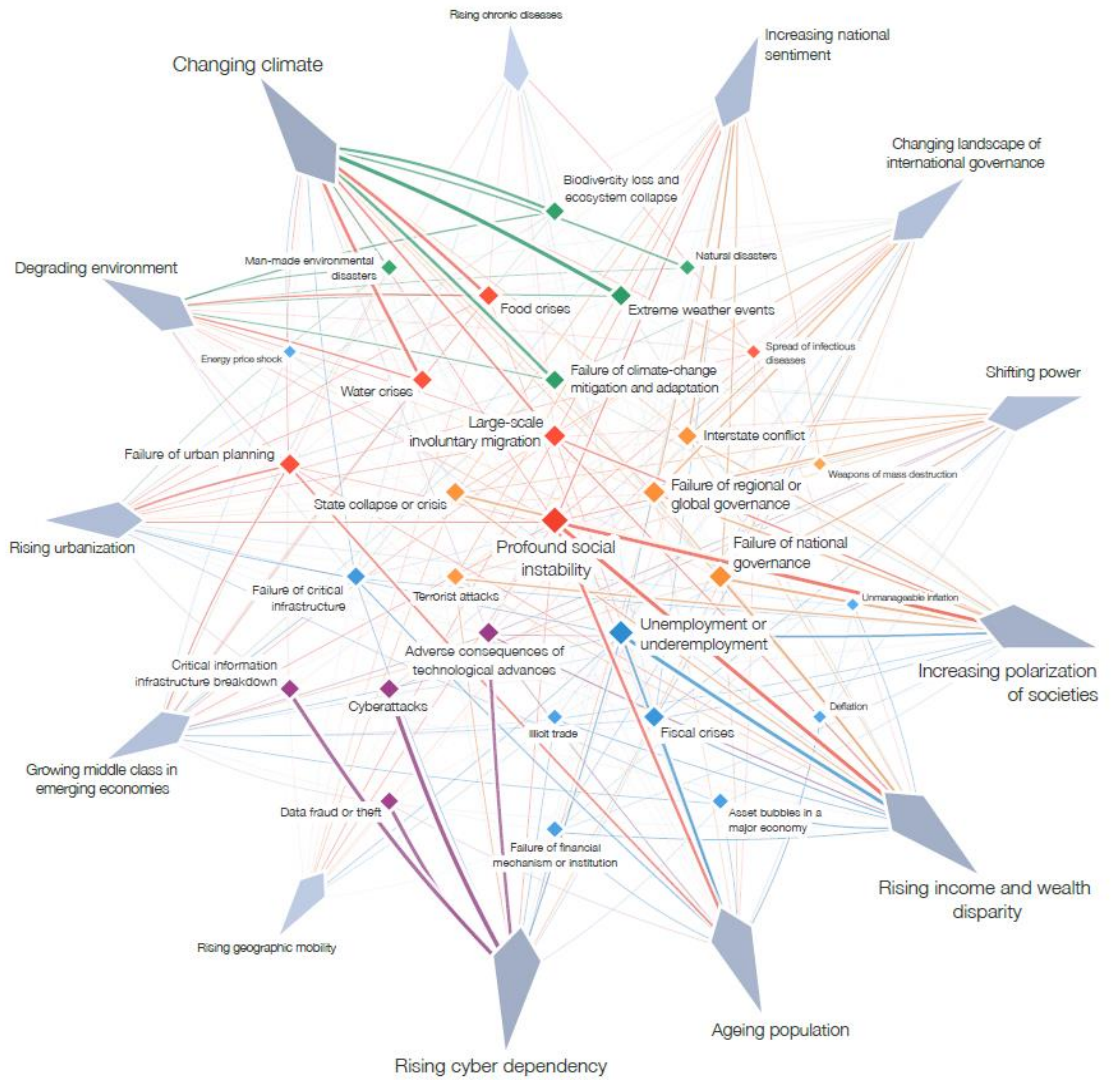 Rising chronic diseases
Increasing national
sentiment
Changing climate
Changing landscape of
international governance
Biodiversity loss and
ecosystem collapse
Degrading environment
Man-made environmental
disasters
Natural disasters
Food crises
Extreme weather events
Energy price shock
Spread of infectious
diseases
Water crises
Failure of climate-change
mitigation and adaptation
Shifting power
Large-scale
involuntary migration
Interstate conflict
Failure of urban planning
Weapons of mass destruction
State collapse or crisis
Failure of regional or
global governance
Rising urbanization
Profound social
instability
Failure of national
governance
Failure of critical
infrastructure
Terrorist attacks
Unmanageable inflation
Unemployment or
underemployment
Adverse consequences of
technological advances
Increasing polarization
of societies
Critical information
infrastructure breakdown
Cyberattacks
Illicit trade
Fiscal crises
Deflation
Growing middle class in
emerging economies
Data fraud or theft
Asset bubbles in a
major economy
Failure of financial
mechanism or institution
Rising income and wealth
disparity
Rising geographic mobility
Ageing population
Rising cyber dependency